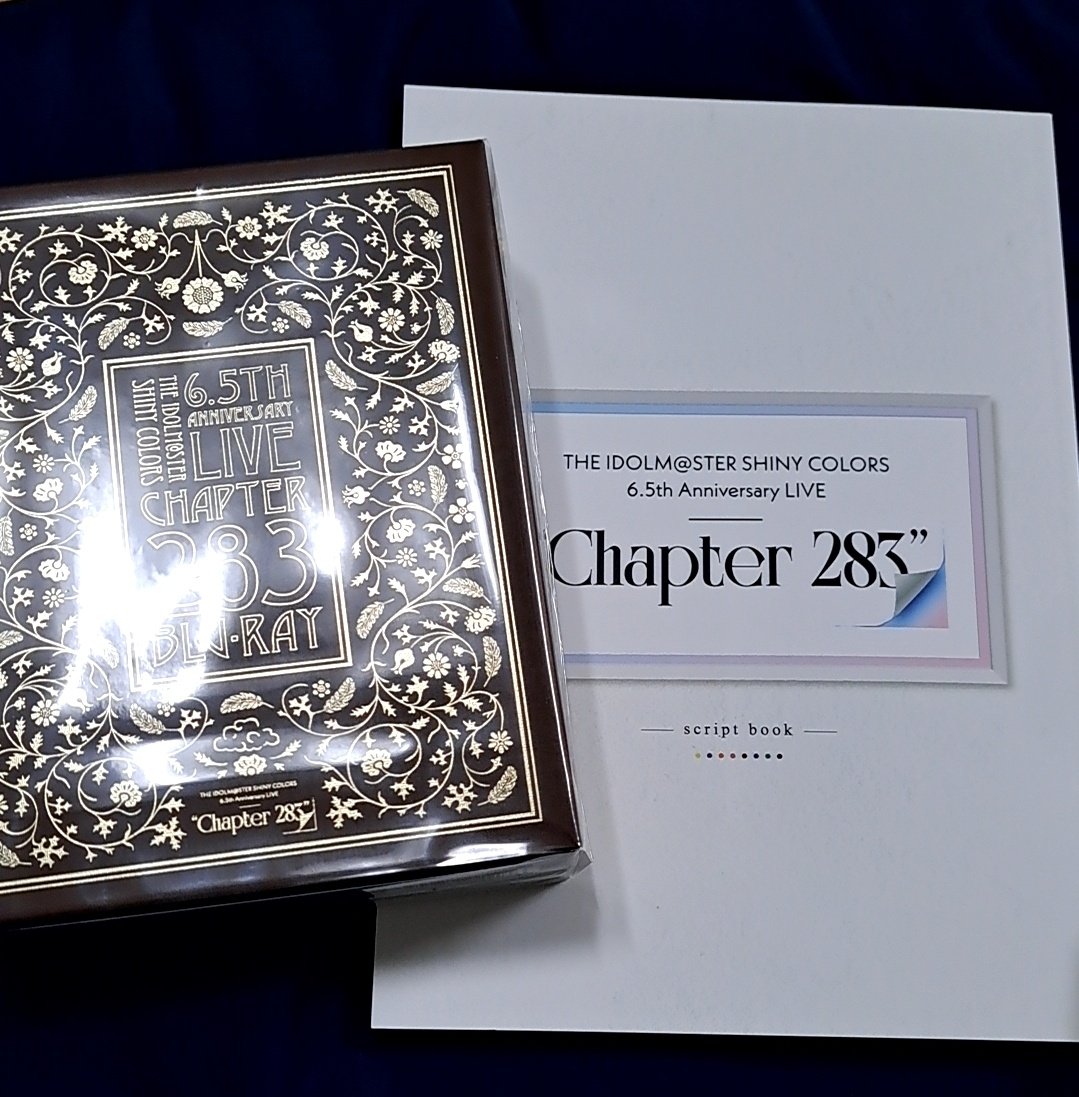 THE IDOLM@STER
SHINY COLORS
6.5TH
ANNIVERSARY
LIVE
CHAPTER
283
BLU-RAY
THE IDOLM@STER SHINY COLORS
6.5th Anniversary LIVE
“Chapter 283”
THE IDOLM@STER SHINY COLORS
6.5th Anniversary LIVE
Chapter 283”
script book